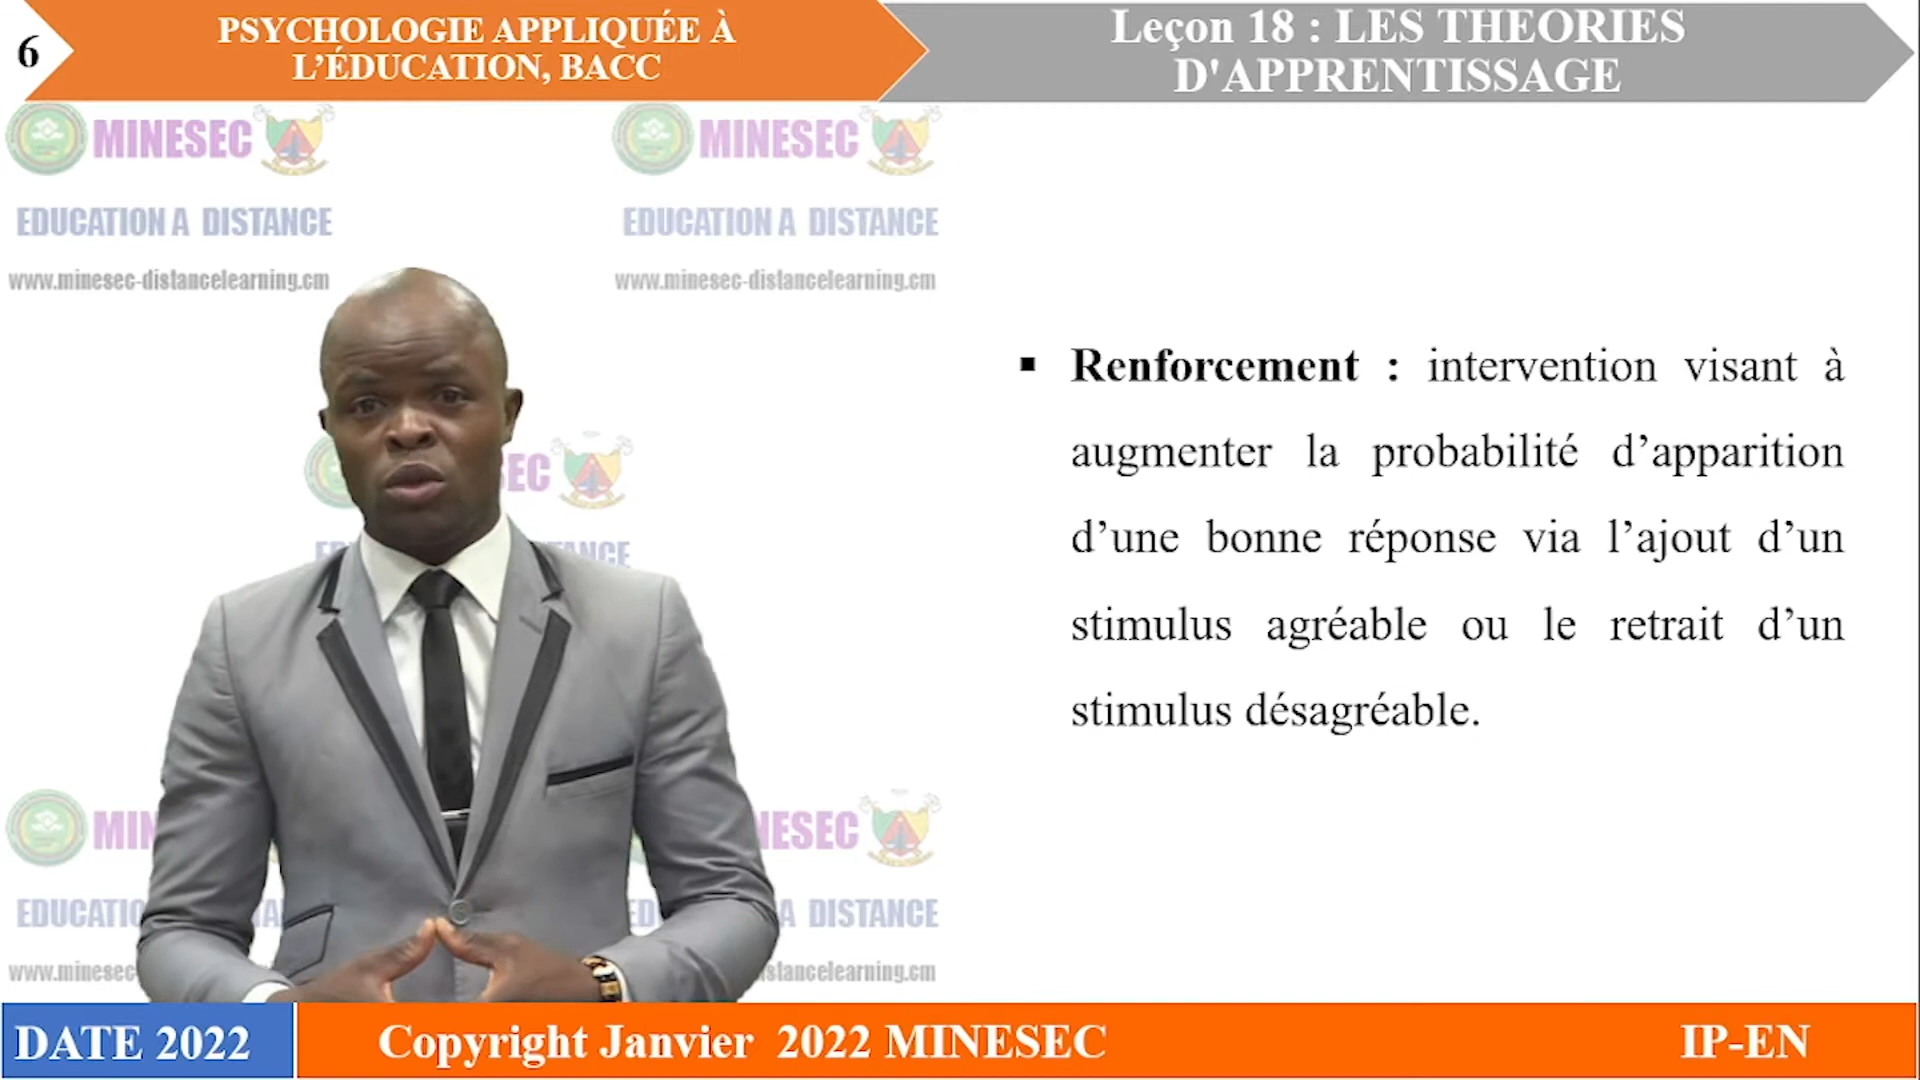 6
PSYCHOLOGIE APPLIQUÉE À
L’ÉDUCATION, BACC
Leçon 18 : LES THEORIES
D'APPRENTISSAGE
MINESEC
MINESEC
EDUCATION A DISTANCE
EDUCATION A DISTANCE
www.minesec-distancelearning.cm
www.minesec-distancelearning.cm
▪ Renforcement : intervention visant à
augmenter la probabilité d’apparition
d’une bonne réponse via l’ajout d’un
stimulus agréable ou le retrait d’un
stimulus désagréable.
DATE 2022
Copyright Janvier 2022 MINESEC
IP-EN